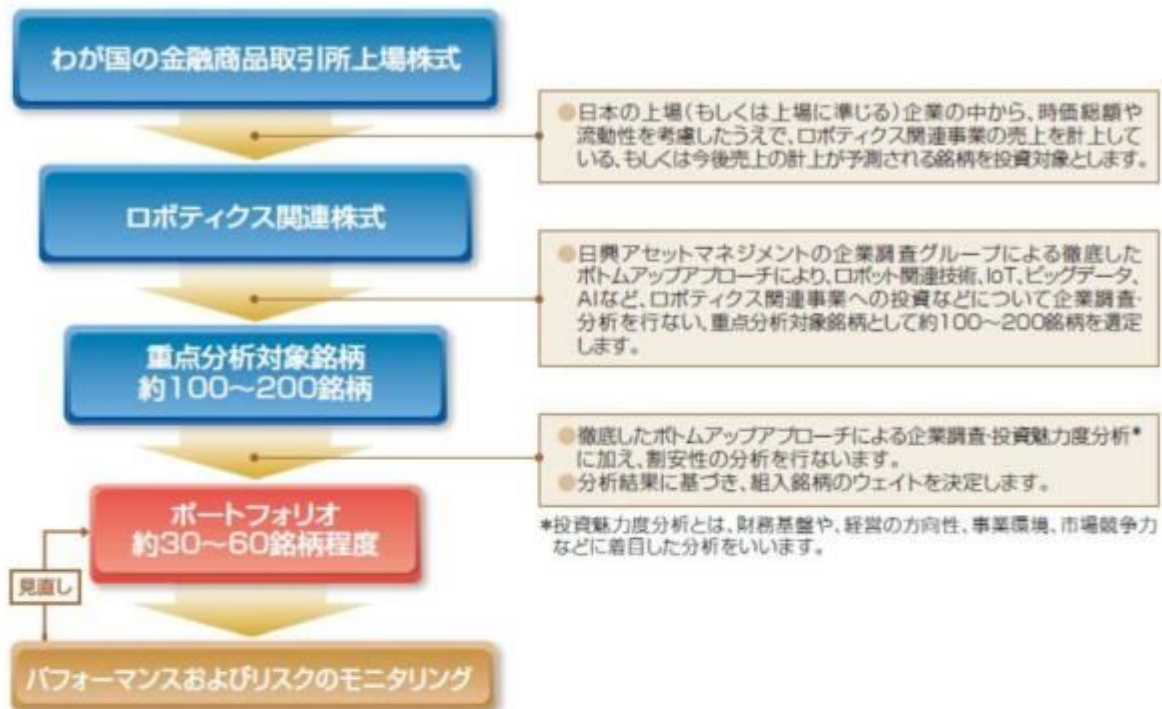 わが国の金融商品取引所上場株式
●日本の上場(もしくは上場に準じる)企業の中から、時価総額や
流動性を考慮したうえで、ロボティクス関連事業の売上を計上して
いる、もしくは今後売上の計上が予測される銘柄を投資対象とします。
ロボティクス関連株式
●日興アセットマネジメントの企業調査グループによる徹底した
ボトムアップアプローチにより、ロボット関連技術、IoT、ビッグデータ、
AIなど、ロボティクス関連事業への投資などについて企業調査・
分析を行ない、重点分析対象銘柄として約100～200銘柄を選定
します。
重点分析対象銘柄
約100～200銘柄
●徹底したボトムアップアプローチによる企業調査・投資魅力度分析*
に加え、割安性の分析を行ないます。
●分析結果に基づき、組入銘柄のウェイトを決定します。
*投資魅力度分析とは、財務基盤や、経営の方向性、事業環境、市場競争力
などに着目した分析をいいます。
ポートフォリオ
約30～60銘柄程度
見直し
パフォーマンスおよびリスクのモニタリング